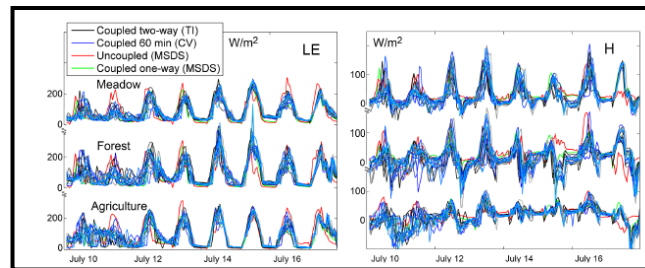 Coupled two-way (TI)
Coupled 60 min (CV)
Uncoupled (MSDS)
Coupled one-way (MSDS)
W/m²
LE
Meadow
200
0
Forest
200
0
Agriculture
200
0
July 10
July 12
July 14
July 16
W/m²
H
200
100
0
100
0
100
0
July 10
July 12
July 14
July 16